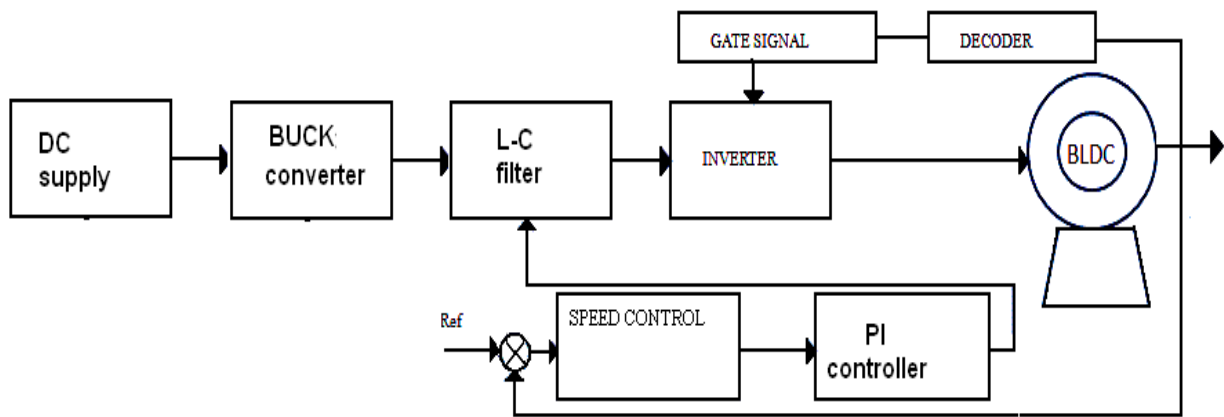 GATE SIGNAL
DECODER
DC
supply
BUCK
converter
L-C
filter
INVERTER
BLDC
Ref
SPEED CONTROL
PI
controller